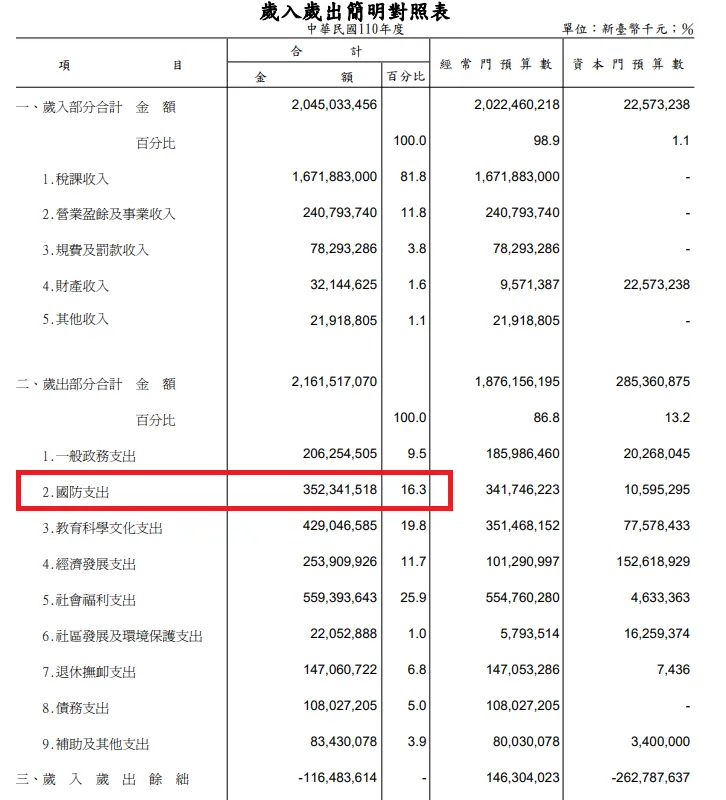 歲入歲出簡明對照表
中華民國110年度 單位：新臺幣千元；%
項 目 合 計 經常門預算數 資本門預算數
金 額 百分比
一、歲入部分合計 金 額 2,045,033,456 2,022,460,218 22,573,238
百分比 100.0 98.9 1.1
1.稅課收入 1,671,883,000 81.8 1,671,883,000 -
2.營業盈餘及事業收入 240,793,740 11.8 240,793,740 -
3.規費及罰款收入 78,293,286 3.8 78,293,286 -
4.財產收入 32,144,625 1.6 9,571,387 22,573,238
5.其他收入 21,918,805 1.1 21,918,805 -
二、歲出部分合計 金 額 2,161,517,070 1,876,156,195 285,360,875
百分比 100.0 86.8 13.2
1.一般政務支出 206,254,505 9.5 185,986,460 20,268,045
2.國防支出 352,341,518 16.3 341,746,223 10,595,295
3.教育科學文化支出 429,046,585 19.8 351,468,152 77,578,433
4.經濟發展支出 253,909,926 11.7 101,290,997 152,618,929
5.社會福利支出 559,393,643 25.9 554,760,280 4,633,363
6.社區發展及環境保護支出 22,052,888 1.0 5,793,514 16,259,374
7.退休撫卹支出 147,060,722 6.8 147,053,286 7,436
8.債務支出 108,027,205 5.0 108,027,205 -
9.補助及其他支出 83,430,078 3.9 80,030,078 3,400,000
三、歲入歲出餘絀 -116,483,614 - 146,304,023 -262,787,637